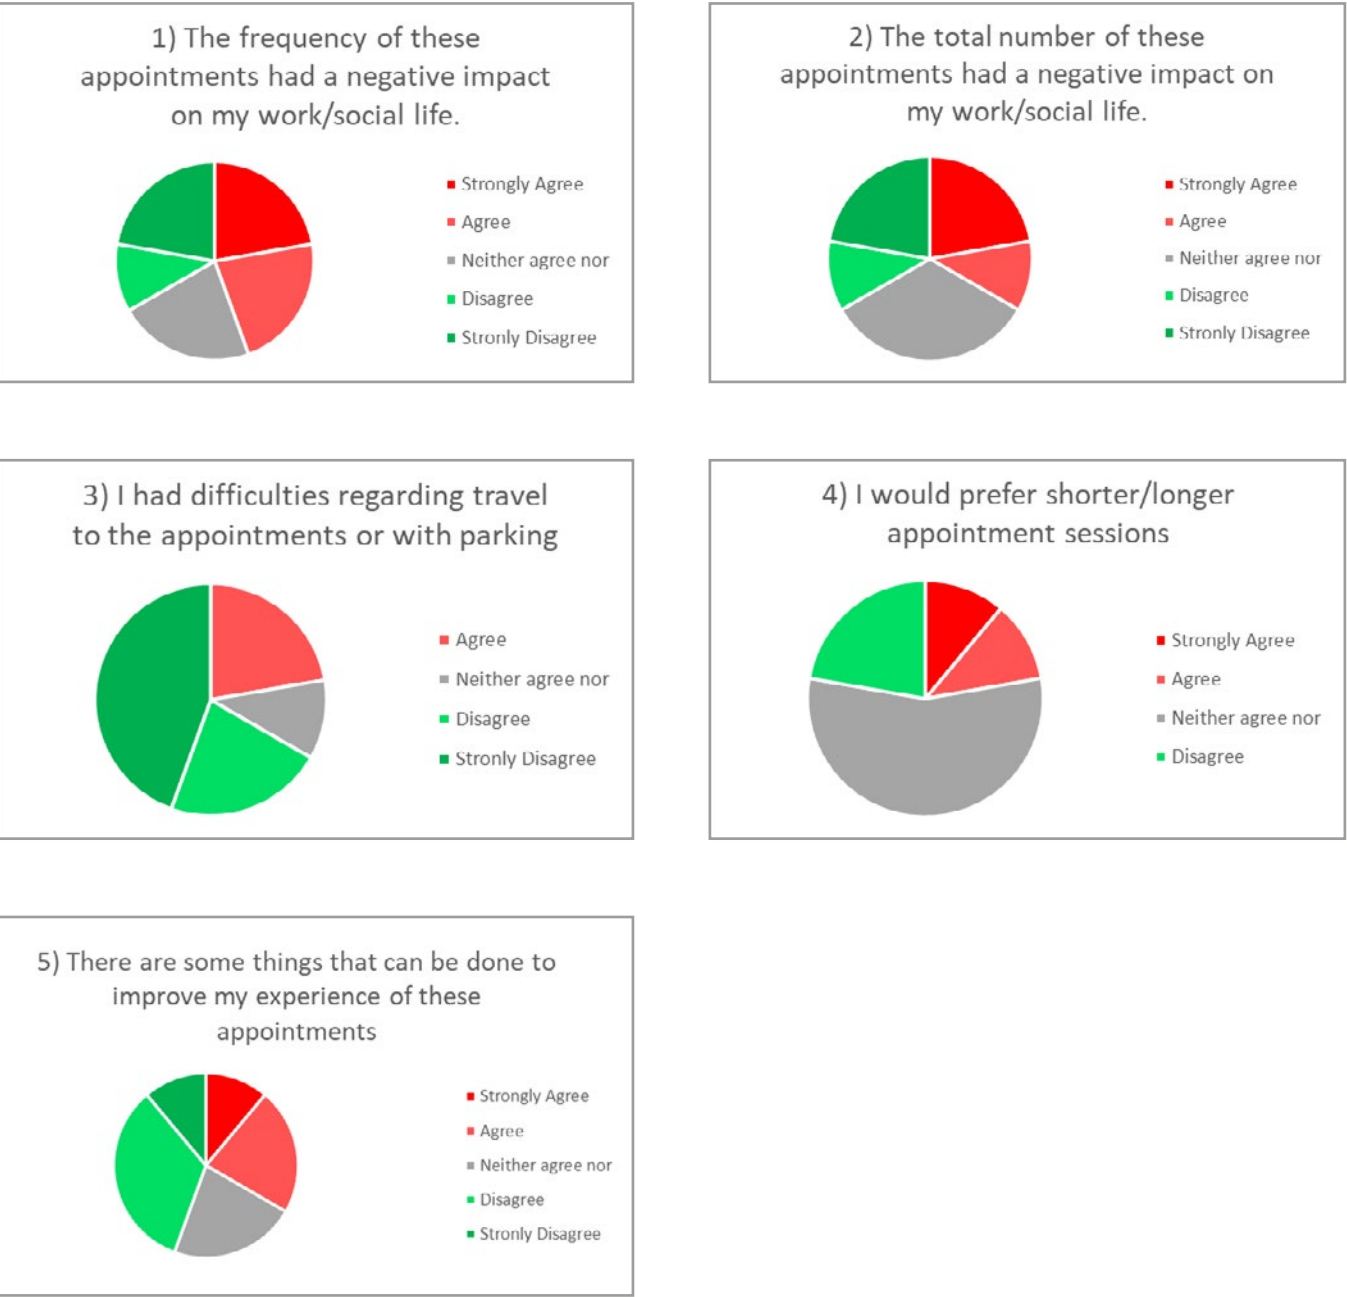 1) The frequency of these
appointments had a negative impact
on my work/social life.
Strongly Agree
Agree
Neither agree nor
Disagree
Stronly Disagree
2) The total number of these
appointments had a negative impact on
my work/social life.
Strongly Agree
Agree
Neither agree nor
Disagree
Stronly Disagree
3) I had difficulties regarding travel
to the appointments or with parking
Agree
Neither agree nor
Disagree
Stronly Disagree
4) I would prefer shorter/longer
appointment sessions
Strongly Agree
Agree
Neither agree nor
Disagree
5) There are some things that can be done to
improve my experience of these
appointments
Strongly Agree
Agree
Neither agree nor
Disagree
Stronly Disagree